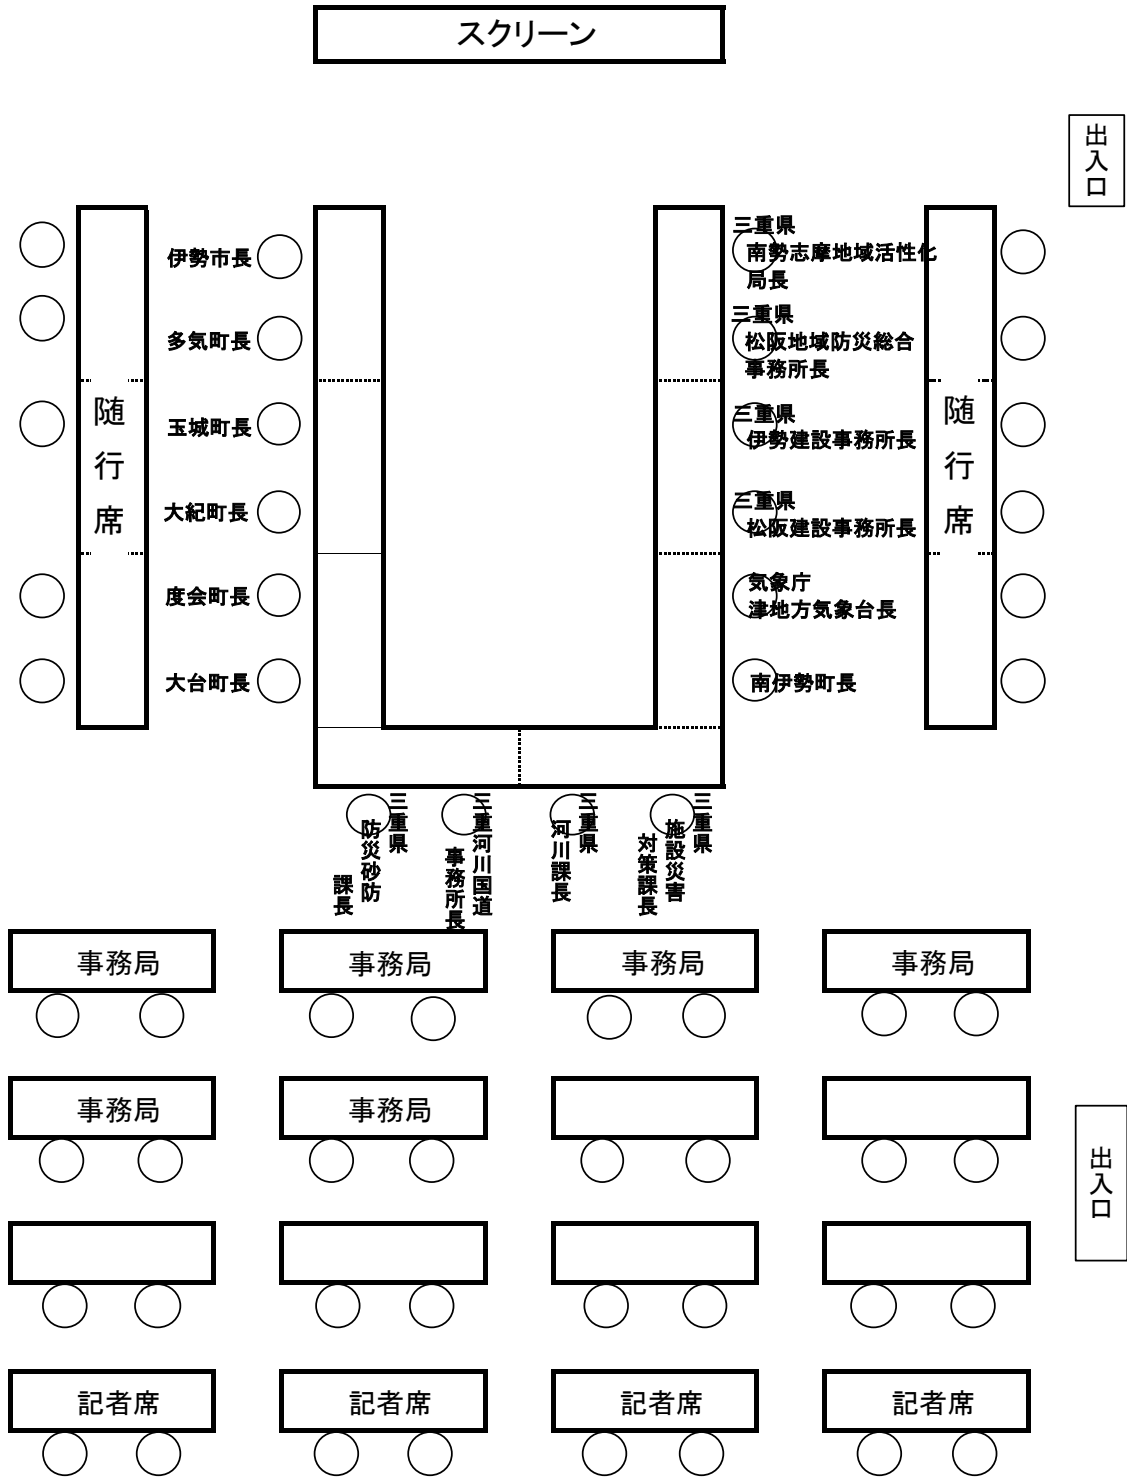 スクリーン
出入口
三重県
南勢志摩地域活性化
局長
伊勢市長
三重県
松阪地域防災総合
事務所長
多気町長
随行席
玉城町長
三重県
伊勢建設事務所長
随行席
大紀町長
三重県
松阪建設事務所長
度会町長
気象庁
津地方気象台長
大台町長
南伊勢町長
三重県
防災砂防
課長
三重河川国道
事務所長
三重県
河川課長
三重県
施設災害
対策課長
事務局
事務局
事務局
事務局
事務局
事務局
出入口
記者席
記者席
記者席
記者席